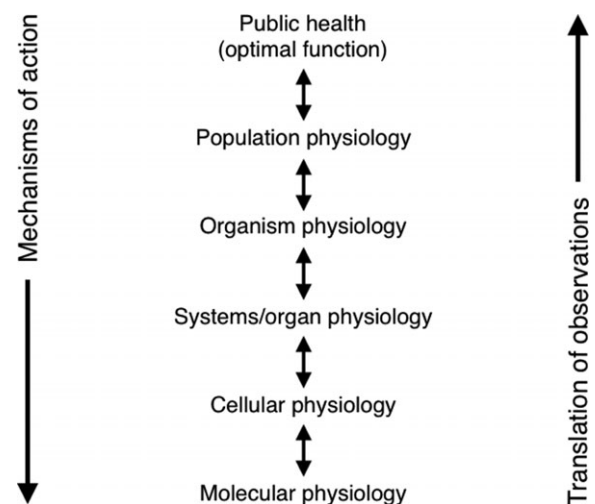 Mechanisms of action
Public health
(optimal function)
Population physiology
Organism physiology
Systems/organ physiology
Cellular physiology
Molecular physiology
Translation of observations